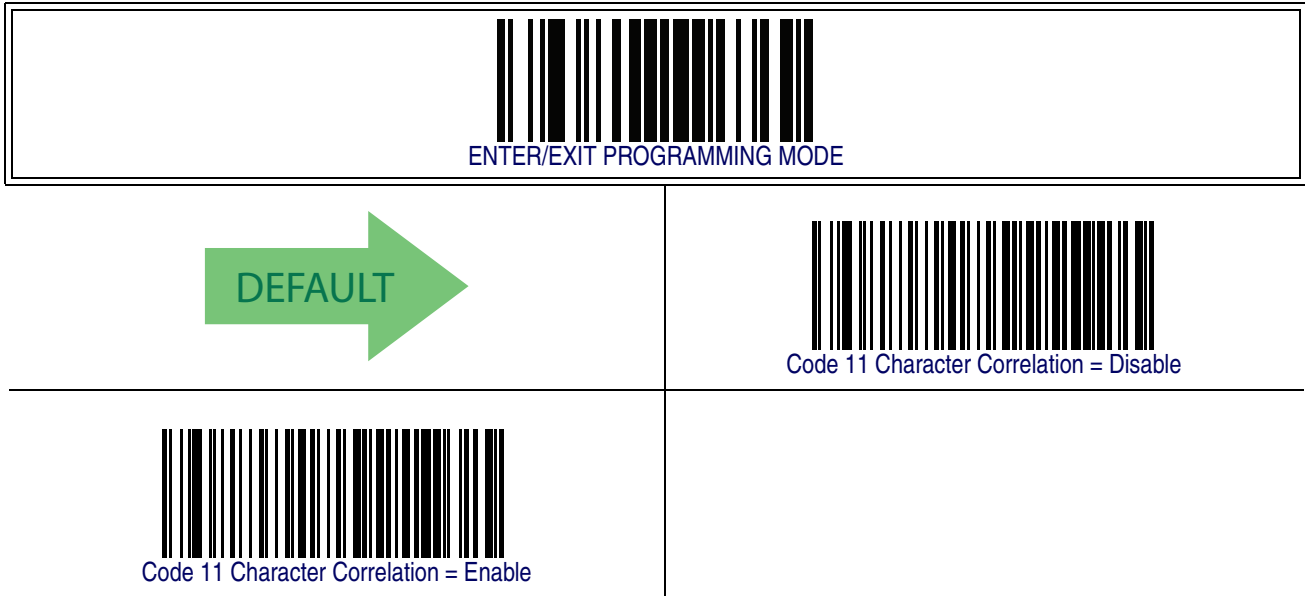 ENTER/EXIT PROGRAMMING MODE
DEFAULT
Code 11 Character Correlation = Disable
Code 11 Character Correlation = Enable